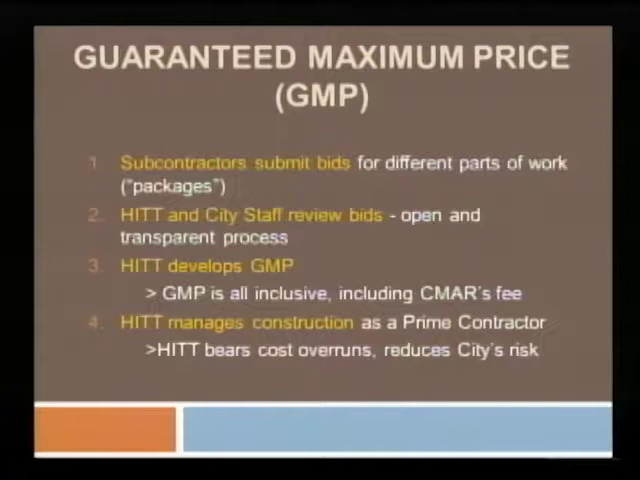 GUARANTEED MAXIMUM PRICE
(GMP)
1. Subcontractors submit bids for different parts of work
("packages")
2. HITT and City Staff review bids - open and
transparent process
3. HITT develops GMP
> GMP is all inclusive, including CMAR's fee
4. HITT manages construction as a Prime Contractor
>HITT bears cost overruns, reduces City's risk